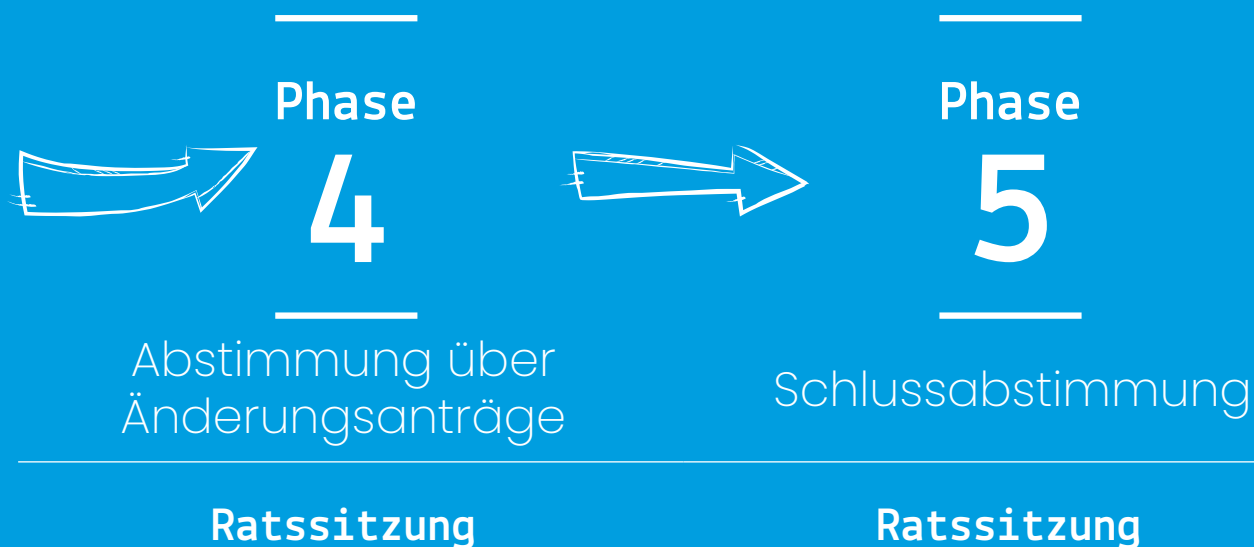 Phase
4
Abstimmung über
Änderungsanträge
Ratssitzung
Phase
5
Schlussabstimmung
Ratssitzung